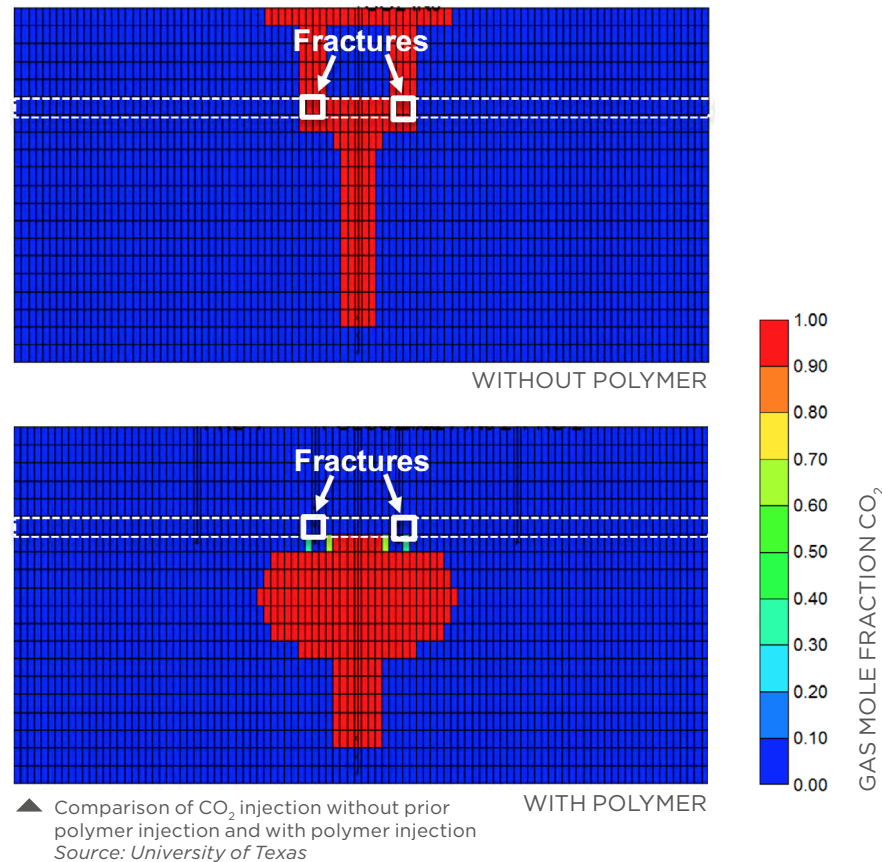 Fractures
WITHOUT POLYMER
Fractures
WITH POLYMER
1.00
0.90
0.80
0.70
0.60
0.50
0.40
0.30
0.20
0.10
0.00
GAS MOLE FRACTION CO₂
Comparison of CO₂ injection without prior
polymer injection and with polymer injection
Source: University of Texas